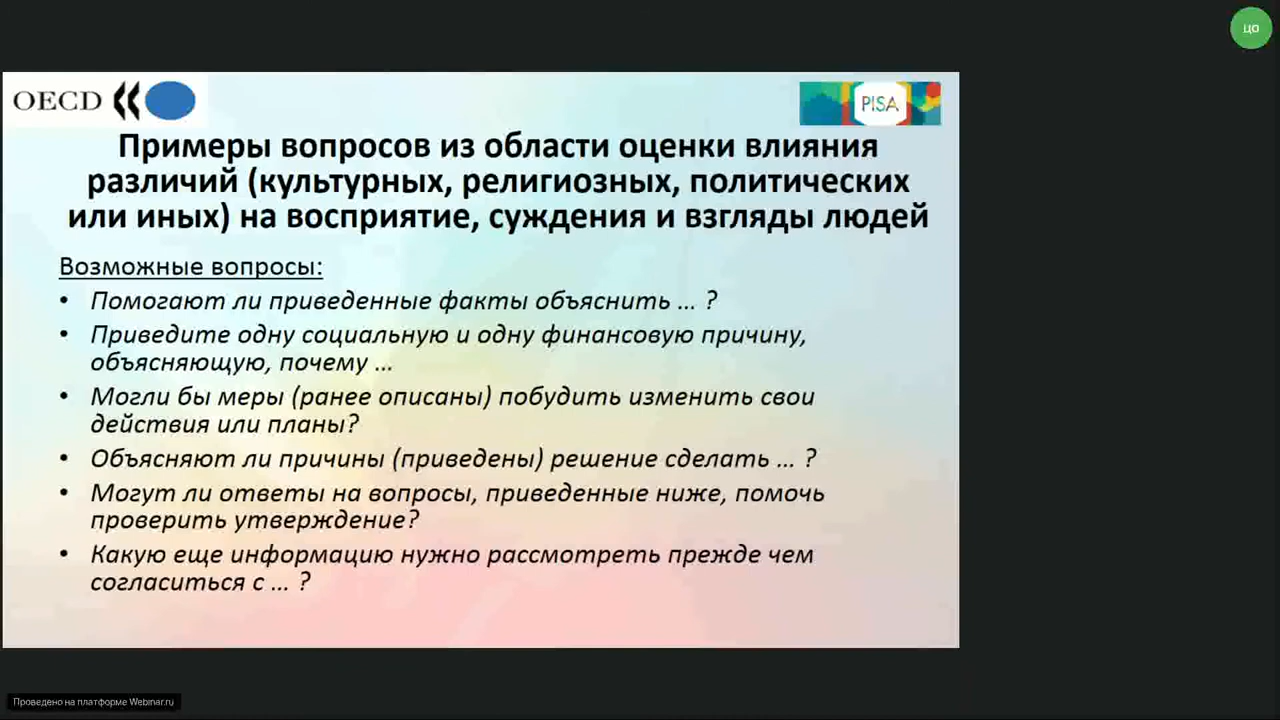 ЦО
OECD
PISA
Примеры вопросов из области оценки влияния
различий (культурных, религиозных, политических
или иных) на восприятие, суждения и взгляды людей
Возможные вопросы:
• Помогают ли приведенные факты объяснить … ?
• Приведите одну социальную и одну финансовую причину,
объясняющую, почему …
• Могли бы меры (ранее описаны) побудить изменить свои
действия или планы?
• Объясняют ли причины (приведены) решение сделать … ?
• Могут ли ответы на вопросы, приведенные ниже, помочь
проверить утверждение?
• Какую еще информацию нужно рассмотреть прежде чем
согласиться с … ?
Проведено на платформе Webinar.ru